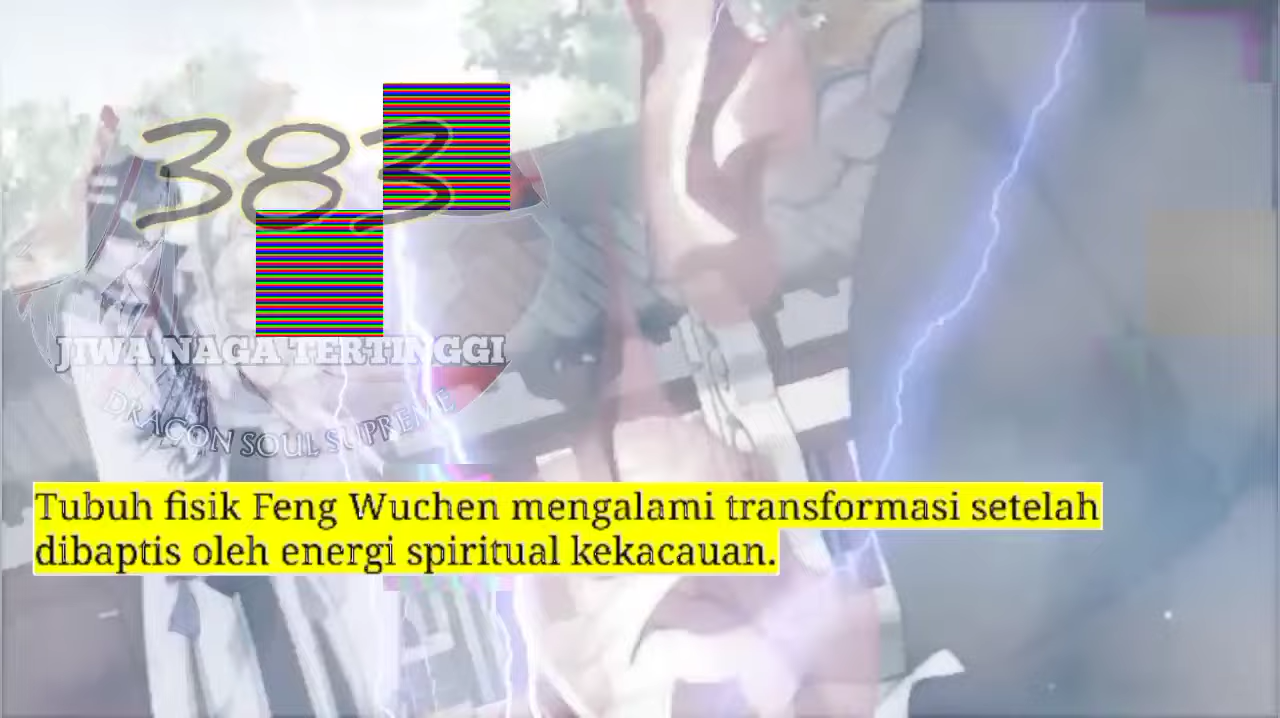 383
JIWA NAGA TERTINGGI
DRAGON SOUL SUPREME
Tubuh fisik Feng Wuchen mengalami transformasi setelah
dibaptis oleh energi spiritual kekacauan.